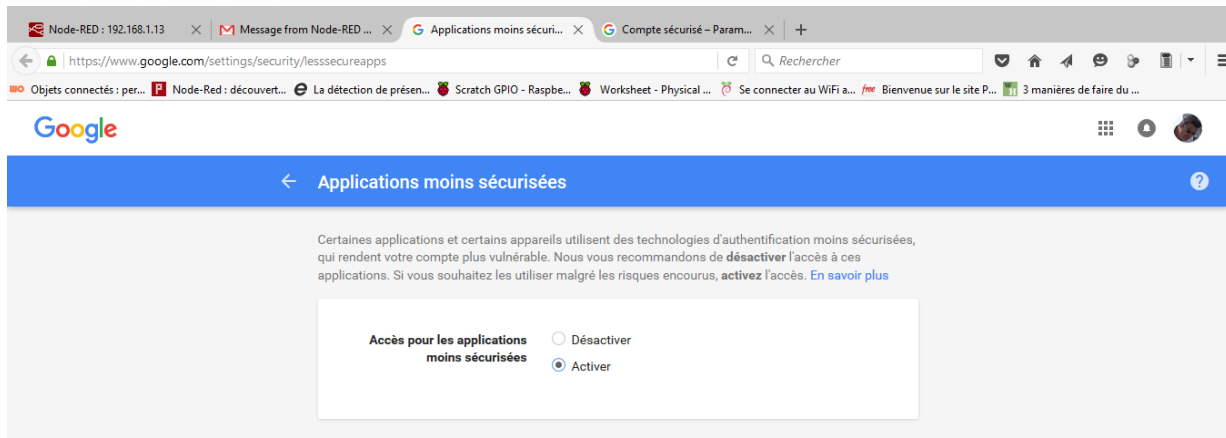 Node-RED : 192.168.1.13
Message from Node-RED ...
Applications moins sécuri...
Compte sécurisé – Param...
https://www.google.com/settings/security/lesssecureapps
Rechercher
Objets connectés : per...
Node-Red : découvert...
La détection de présen...
Scratch GPIO - Raspbe...
Worksheet - Physical ...
Se connecter au WiFi a...
free
Bienvenue sur le site P...
3 manières de faire du ...
Google
Applications moins sécurisées
Certaines applications et certains appareils utilisent des technologies d'authentification moins sécurisées,
qui rendent votre compte plus vulnérable. Nous vous recommandons de désactiver l'accès à ces
applications. Si vous souhaitez les utiliser malgré les risques encourus, activez l'accès. En savoir plus
Accès pour les applications
moins sécurisées
Désactiver
Activer